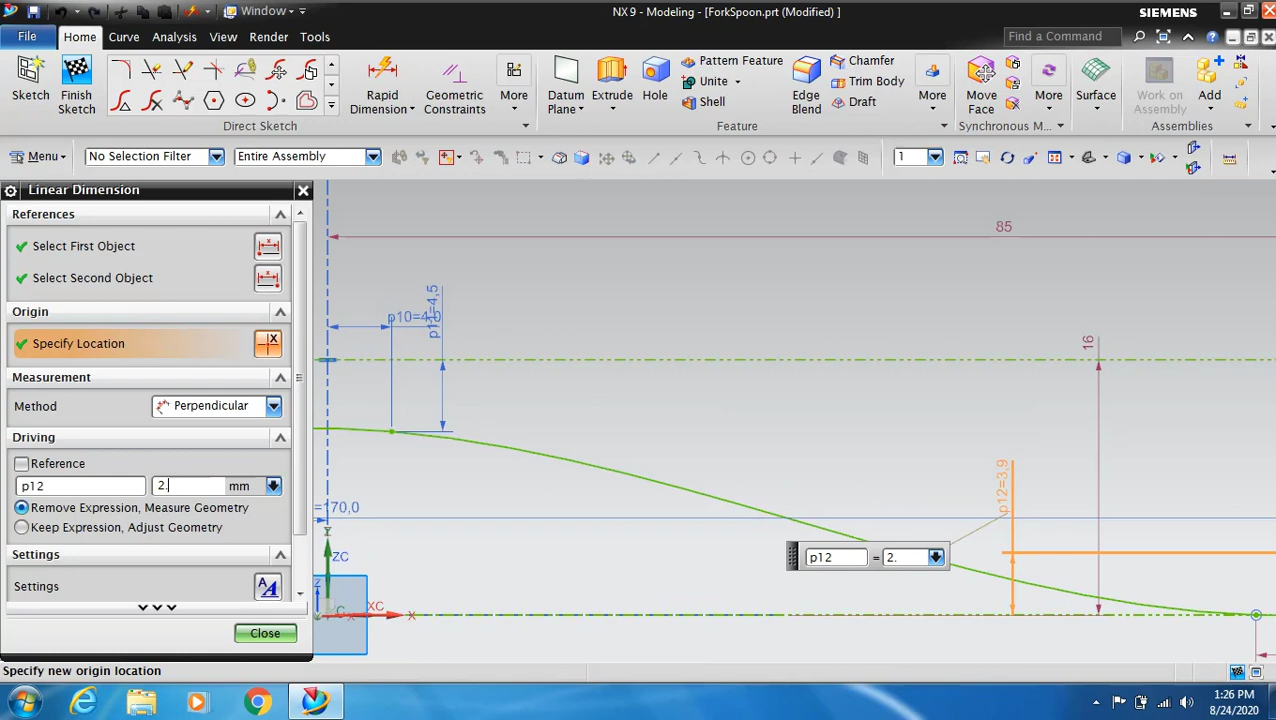 Window
NX 9 - Modeling - [ForkSpoon.prt (Modified) ]
SIEMENS
File
Home
Curve
Analysis
View
Render
Tools
Find a Command
Sketch
Finish Sketch
Rapid Dimension
Geometric Constraints
More
Datum Plane
Extrude
Hole
Pattern Feature
Unite
Shell
Edge Blend
Chamfer
Trim Body
Draft
More
Move Face
More
Surface
Work on Assembly
Add
Direct Sketch
Feature
Synchronous M...
Assemblies
Menu
No Selection Filter
Entire Assembly
1
Linear Dimension
References
Select First Object
Select Second Object
Origin
Specify Location
Measurement
Method
Perpendicular
Driving
Reference
p12
2.
mm
Remove Expression, Measure Geometry
Keep Expression, Adjust Geometry
Settings
Settings
Close
85
p10=4,0
p11=4,5
16
p12=3,9
=170,0
p12 = 2.
Y
ZC
Z
C
X
XC
X
Specify new origin location
1:26 PM
8/24/2020